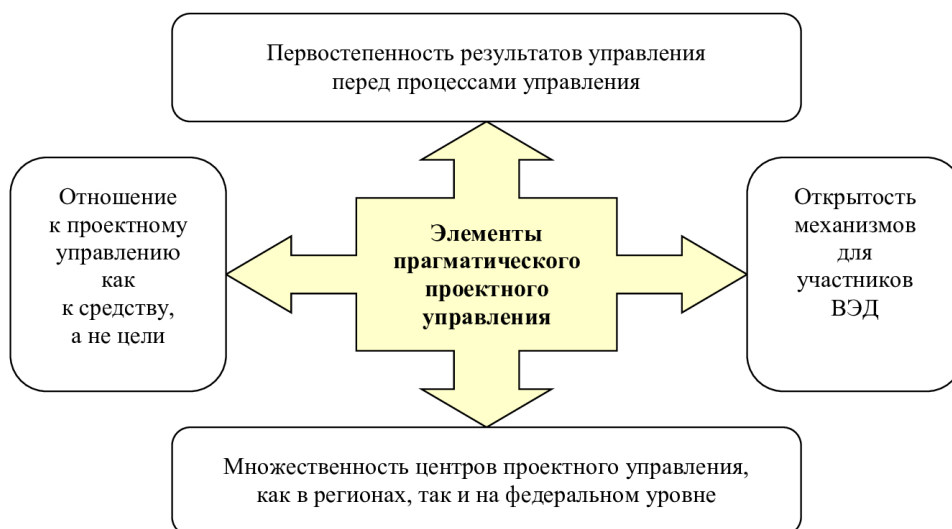 Первостепенность результатов управления
перед процессами управления
Отношение
к проектному
управлению
как
к средству,
а не цели
Элементы
прагматического
проектного
управления
Открытость
механизмов
для
участников
ВЭД
Множественность центров проектного управления,
как в регионах, так и на федеральном уровне